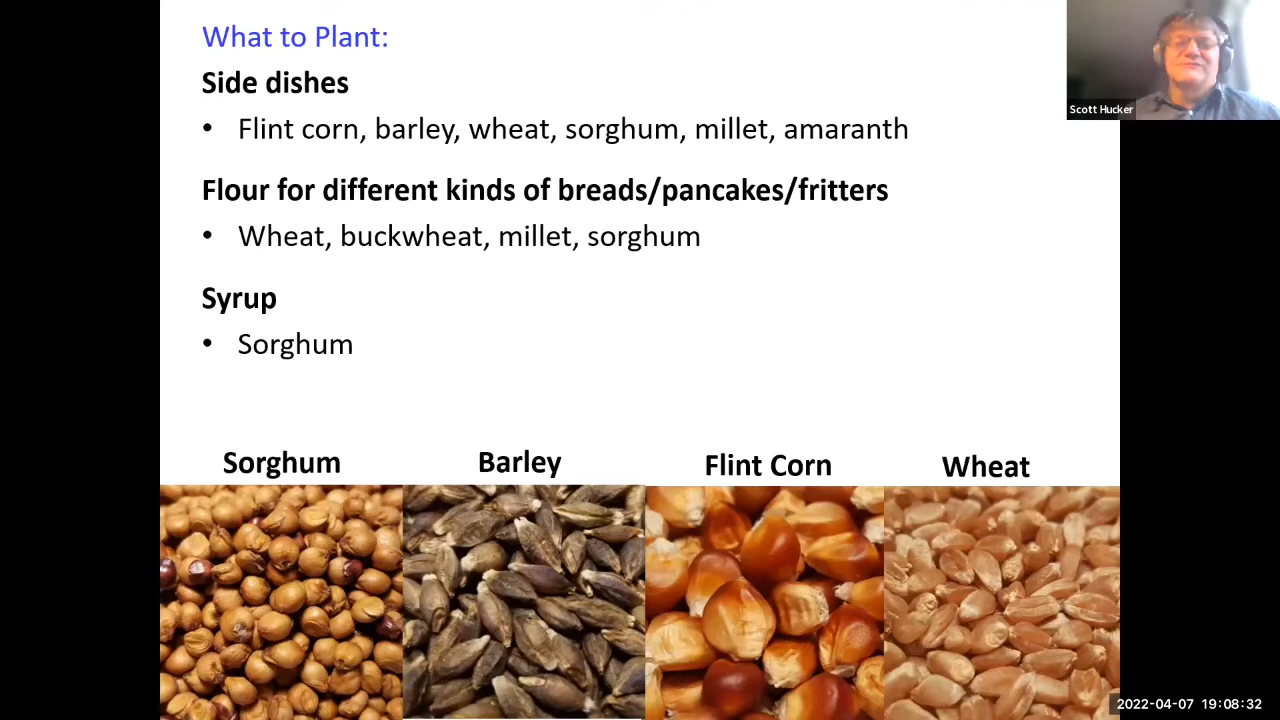 What to Plant:
Side dishes
• Flint corn, barley, wheat, sorghum, millet, amaranth
Flour for different kinds of breads/pancakes/fritters
• Wheat, buckwheat, millet, sorghum
Syrup
• Sorghum
Sorghum Barley Flint Corn Wheat
Scott Hucker
2022-04-07 19:08:32